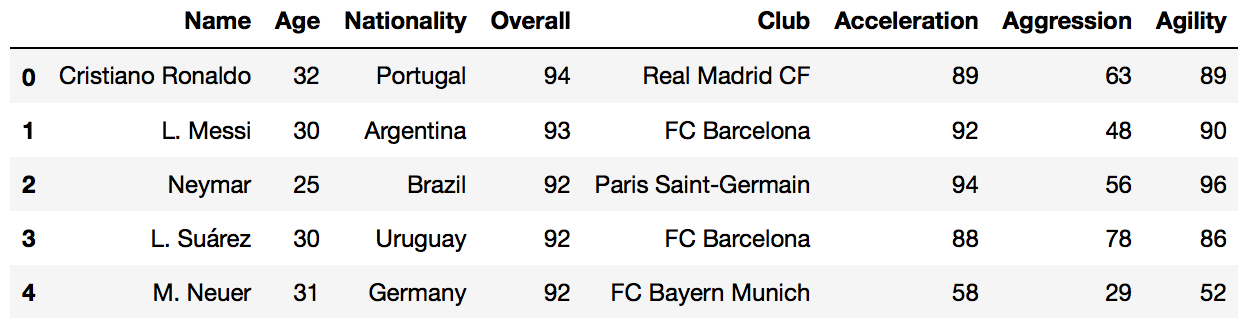 Name Age Nationality Overall Club Acceleration Aggression Agility
0 Cristiano Ronaldo 32 Portugal 94 Real Madrid CF 89 63 89
1 L. Messi 30 Argentina 93 FC Barcelona 92 48 90
2 Neymar 25 Brazil 92 Paris Saint-Germain 94 56 96
3 L. Suárez 30 Uruguay 92 FC Barcelona 88 78 86
4 M. Neuer 31 Germany 92 FC Bayern Munich 58 29 52